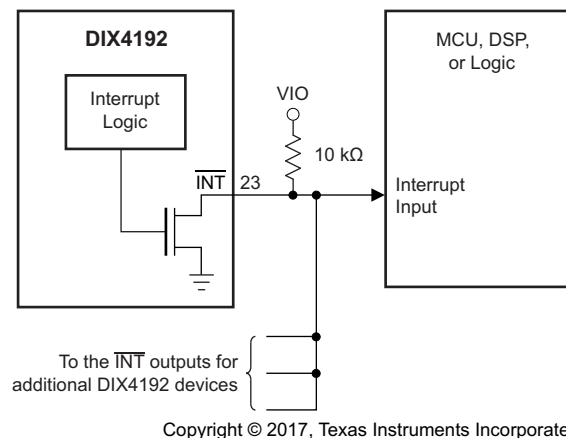 DIX4192
Interrupt
Logic
INT
23
VIO
10 kΩ
MCU, DSP,
or Logic
Interrupt
Input
To the INT outputs for
additional DIX4192 devices
Copyright © 2017, Texas Instruments Incorporate